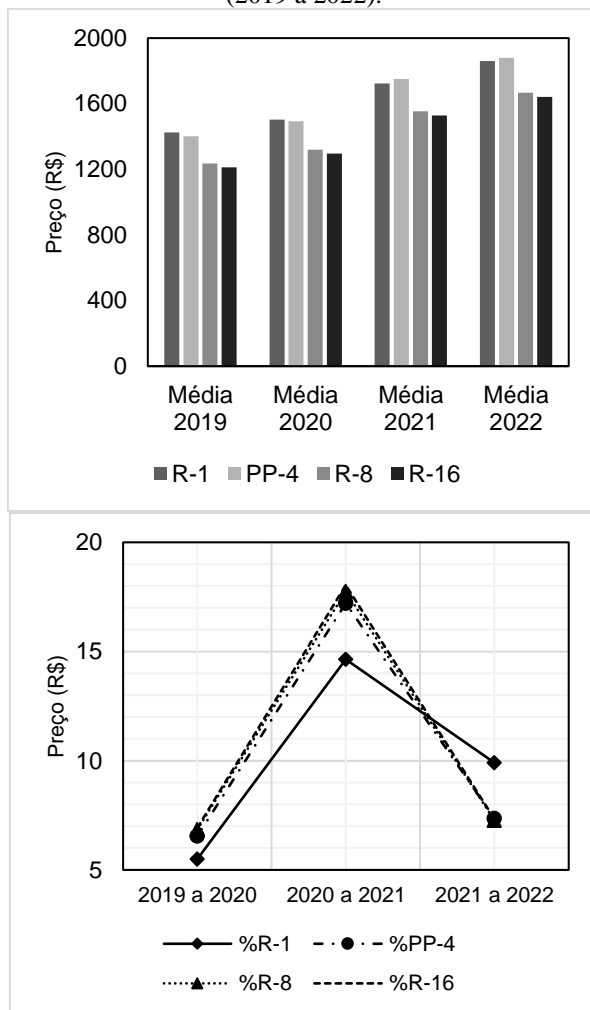 (2019 a 2022).
2000
1600
1200
800
400
0
Preço (R$)
Média 2019
Média 2020
Média 2021
Média 2022
R-1 PP-4 R-8 R-16
20
15
10
5
Preço (R$)
2019 a 2020 2020 a 2021 2021 a 2022
%R-1 %PP-4
%R-8 %R-16